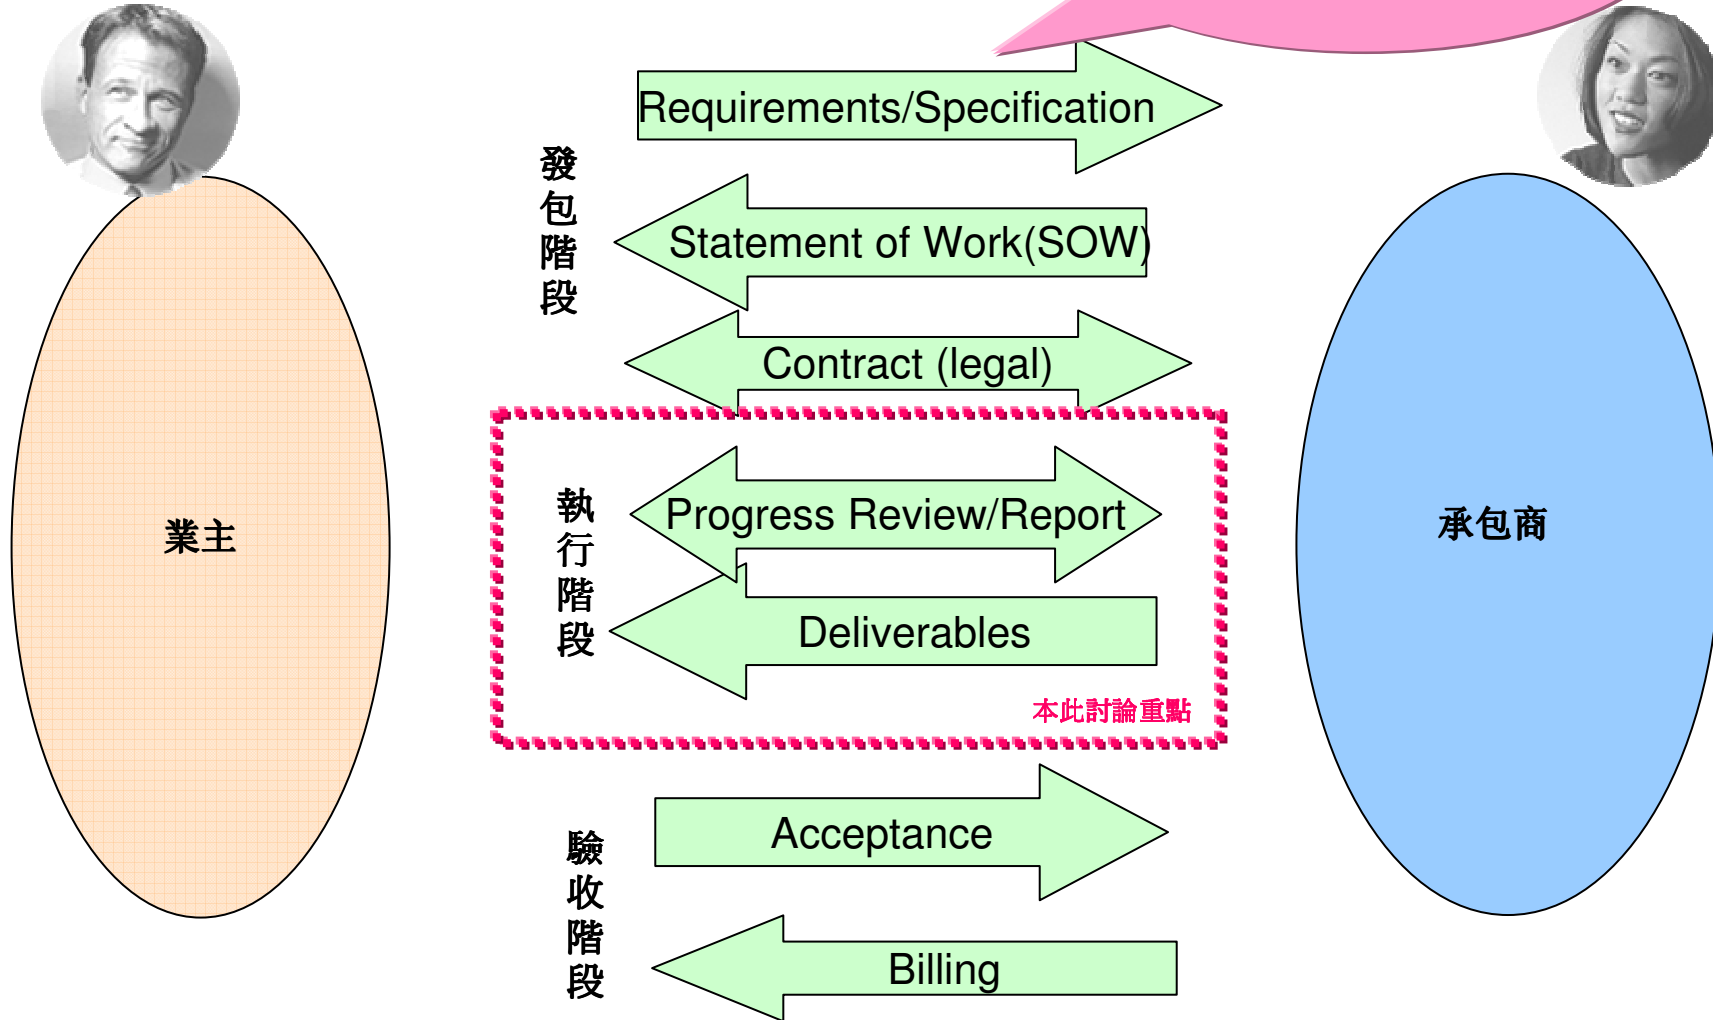 Requirements/Specification
發包階段
Statement of Work(SOW)
Contract (legal)
業主
執行階段
Progress Review/Report
承包商
Deliverables
本此討論重點
驗收階段
Acceptance
Billing